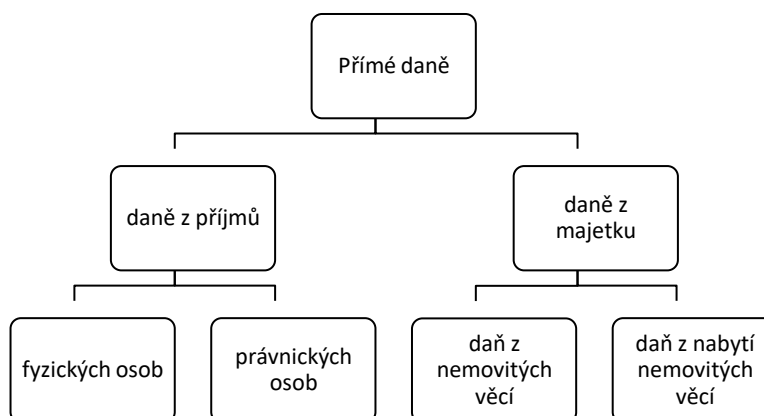 Přímé daně
daně z příjmů
daně z
majetku
fyzických osob
právnických
osob
daň z
nemovitých
věcí
daň z nabytí
nemovitých
věcí